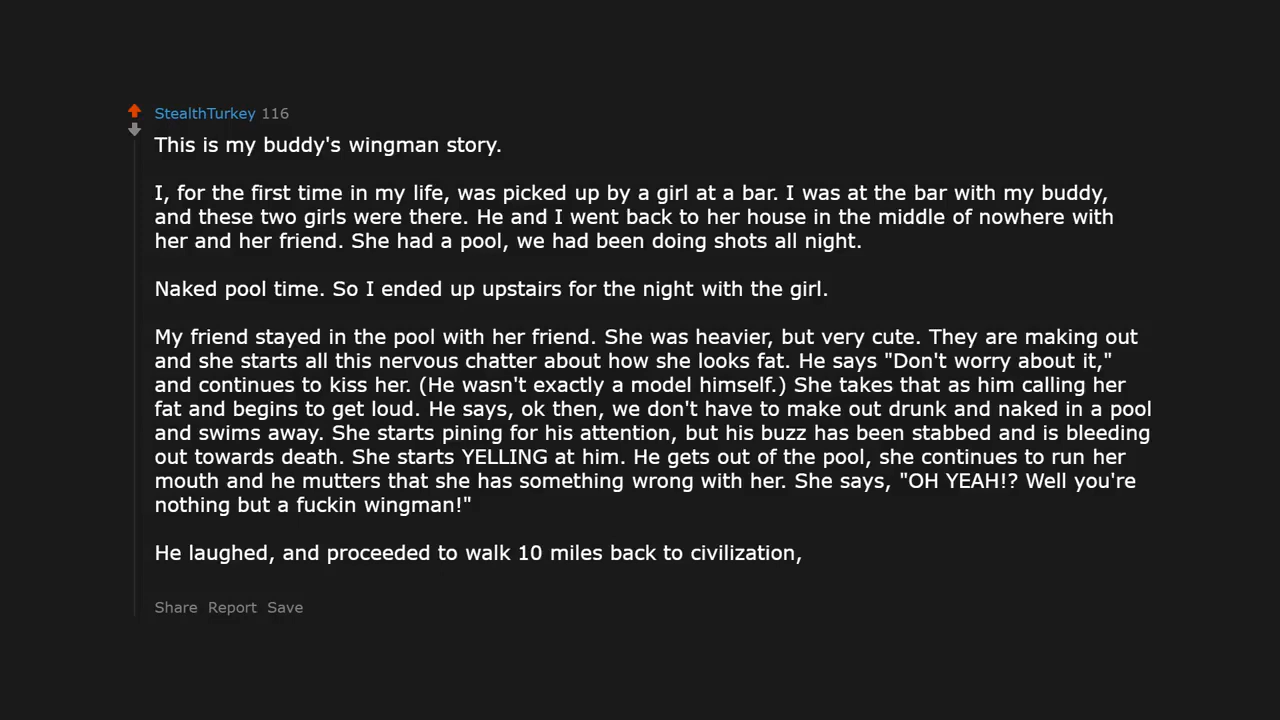 StealthTurkey 116
This is my buddy's wingman story.
I, for the first time in my life, was picked up by a girl at a bar. I was at the bar with my buddy,
and these two girls were there. He and I went back to her house in the middle of nowhere with
her and her friend. She had a pool, we had been doing shots all night.
Naked pool time. So I ended up upstairs for the night with the girl.
My friend stayed in the pool with her friend. She was heavier, but very cute. They are making out
and she starts all this nervous chatter about how she looks fat. He says "Don't worry about it,"
and continues to kiss her. (He wasn't exactly a model himself.) She takes that as him calling her
fat and begins to get loud. He says, ok then, we don't have to make out drunk and naked in a pool
and swims away. She starts pining for his attention, but his buzz has been stabbed and is bleeding
out towards death. She starts YELLING at him. He gets out of the pool, she continues to run her
mouth and he mutters that she has something wrong with her. She says, "OH YEAH!? Well you're
nothing but a fuckin wingman!"
He laughed, and proceeded to walk 10 miles back to civilization,
Share Report Save